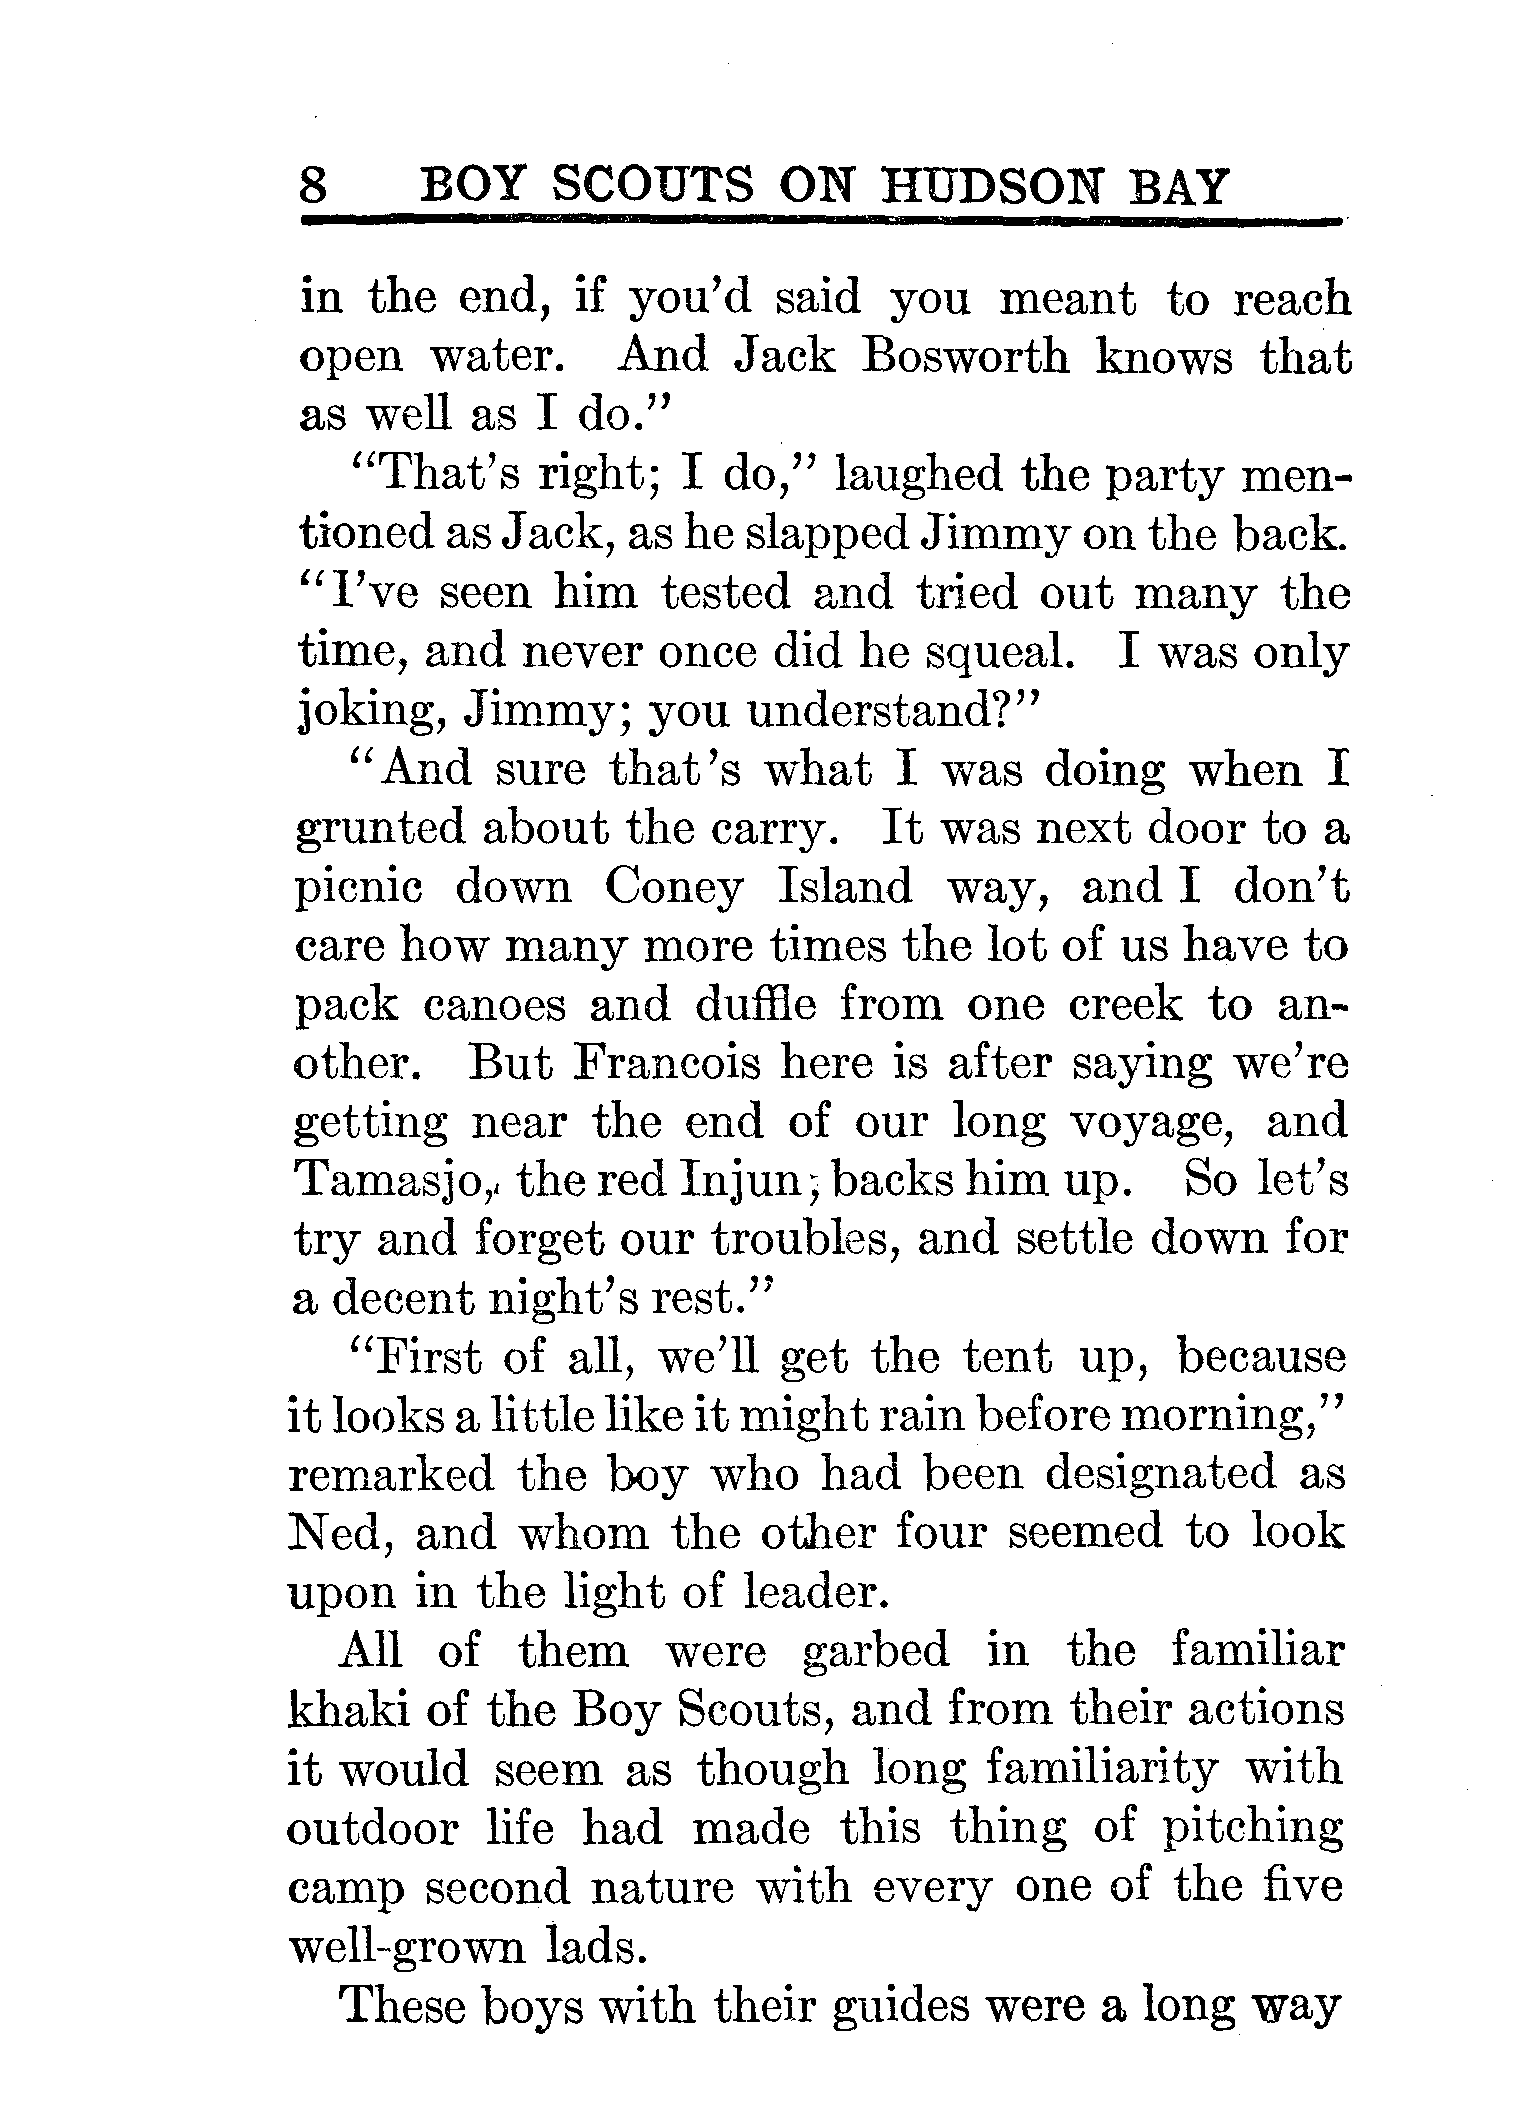 8 BOY SCOUTS ON HUDSON BAY
in the end, if you'd said you meant to reach
open water. And Jack Bosworth knows that
as well as I do."
"That's right; I do," laughed the party men-
tioned as Jack, as he slapped Jimmy on the back.
"I've seen him tested and tried out many the
time, and never once did he squeal. I was only
joking, Jimmy; you understand?"
"And sure that's what I was doing when I
grunted about the carry. It was next door to a
picnic down Coney Island way, and I don't
care how many more times the lot of us have to
pack canoes and duffle from one creek to an-
other. But Francois here is after saying we're
getting near the end of our long voyage, and
Tamasjo, the red Injun, backs him up. So let's
try and forget our troubles, and settle down for
a decent night's rest."
"First of all, we'll get the tent up, because
it looks a little like it might rain before morning,"
remarked the boy who had been designated as
Ned, and whom the other four seemed to look
upon in the light of leader.
All of them were garbed in the familiar
khaki of the Boy Scouts, and from their actions
it would seem as though long familiarity with
outdoor life had made this thing of pitching
camp second nature with every one of the five
well-grown lads.
These boys with their guides were a long way